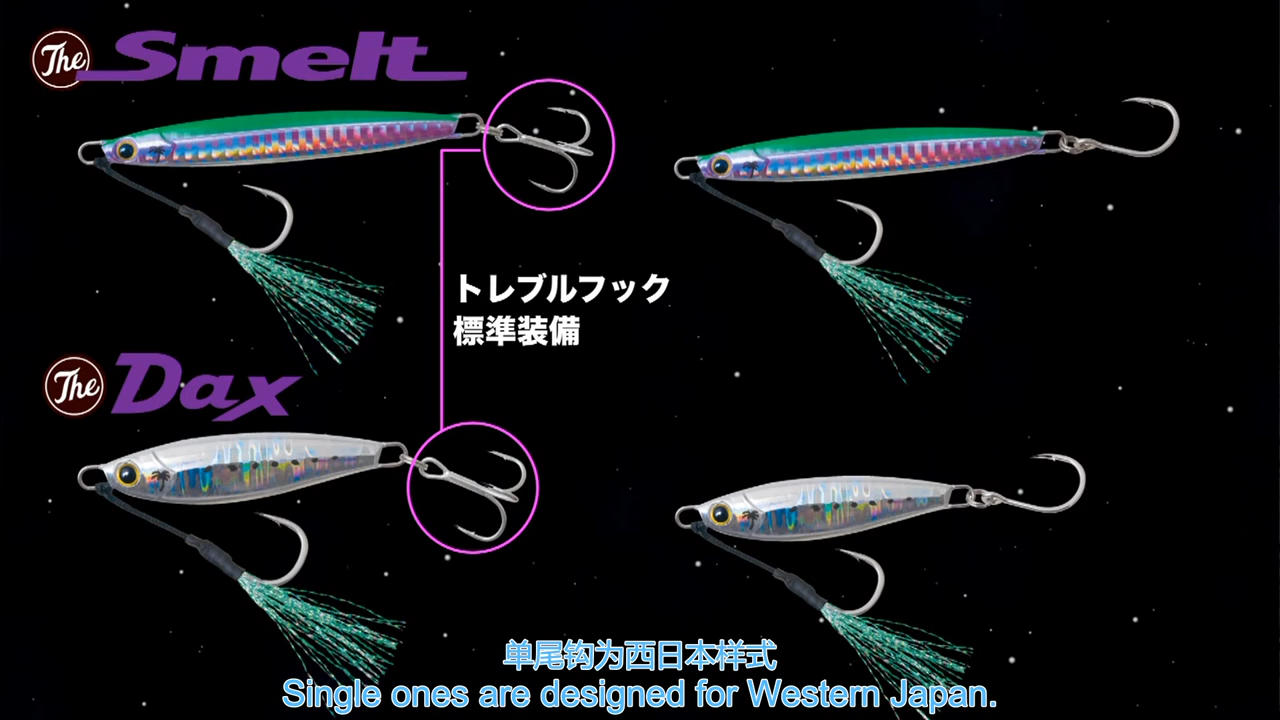 The Smelt
トレブルフック
標準装備
The Dax
单尾钩为西日本样式
Single ones are designed for Western Japan.